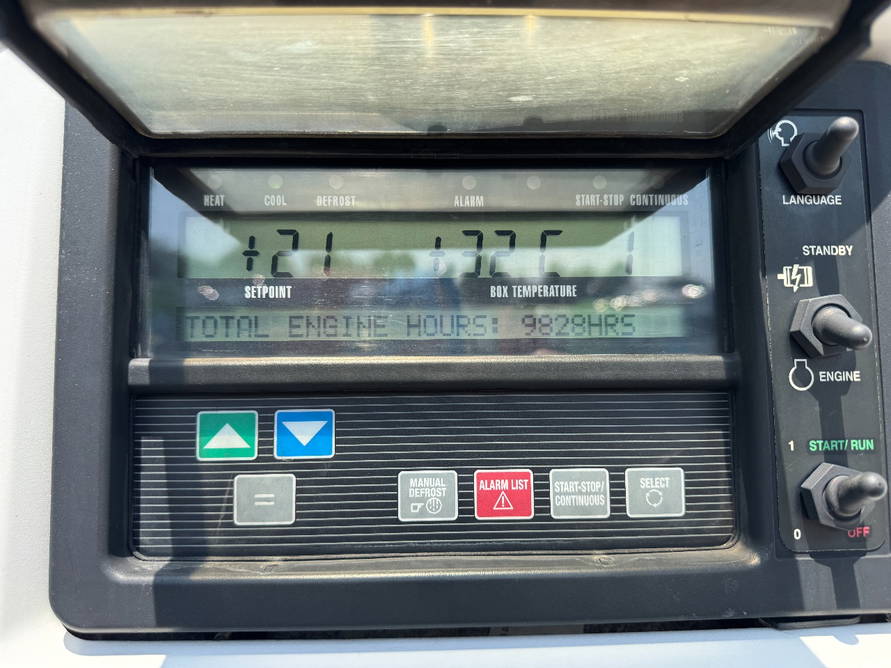 HEAT COOL DEFROST ALARM START-STOP CONTINUOUS
+21 +32 C 1
SETPOINT BOX TEMPERATURE
TOTAL ENGINE HOURS: 9828HRS
MANUAL DEFROST
ALARM LIST
START-STOP/
CONTINUOUS
SELECT
=
LANGUAGE
STANDBY
ENGINE
1 START/RUN
0 OFF